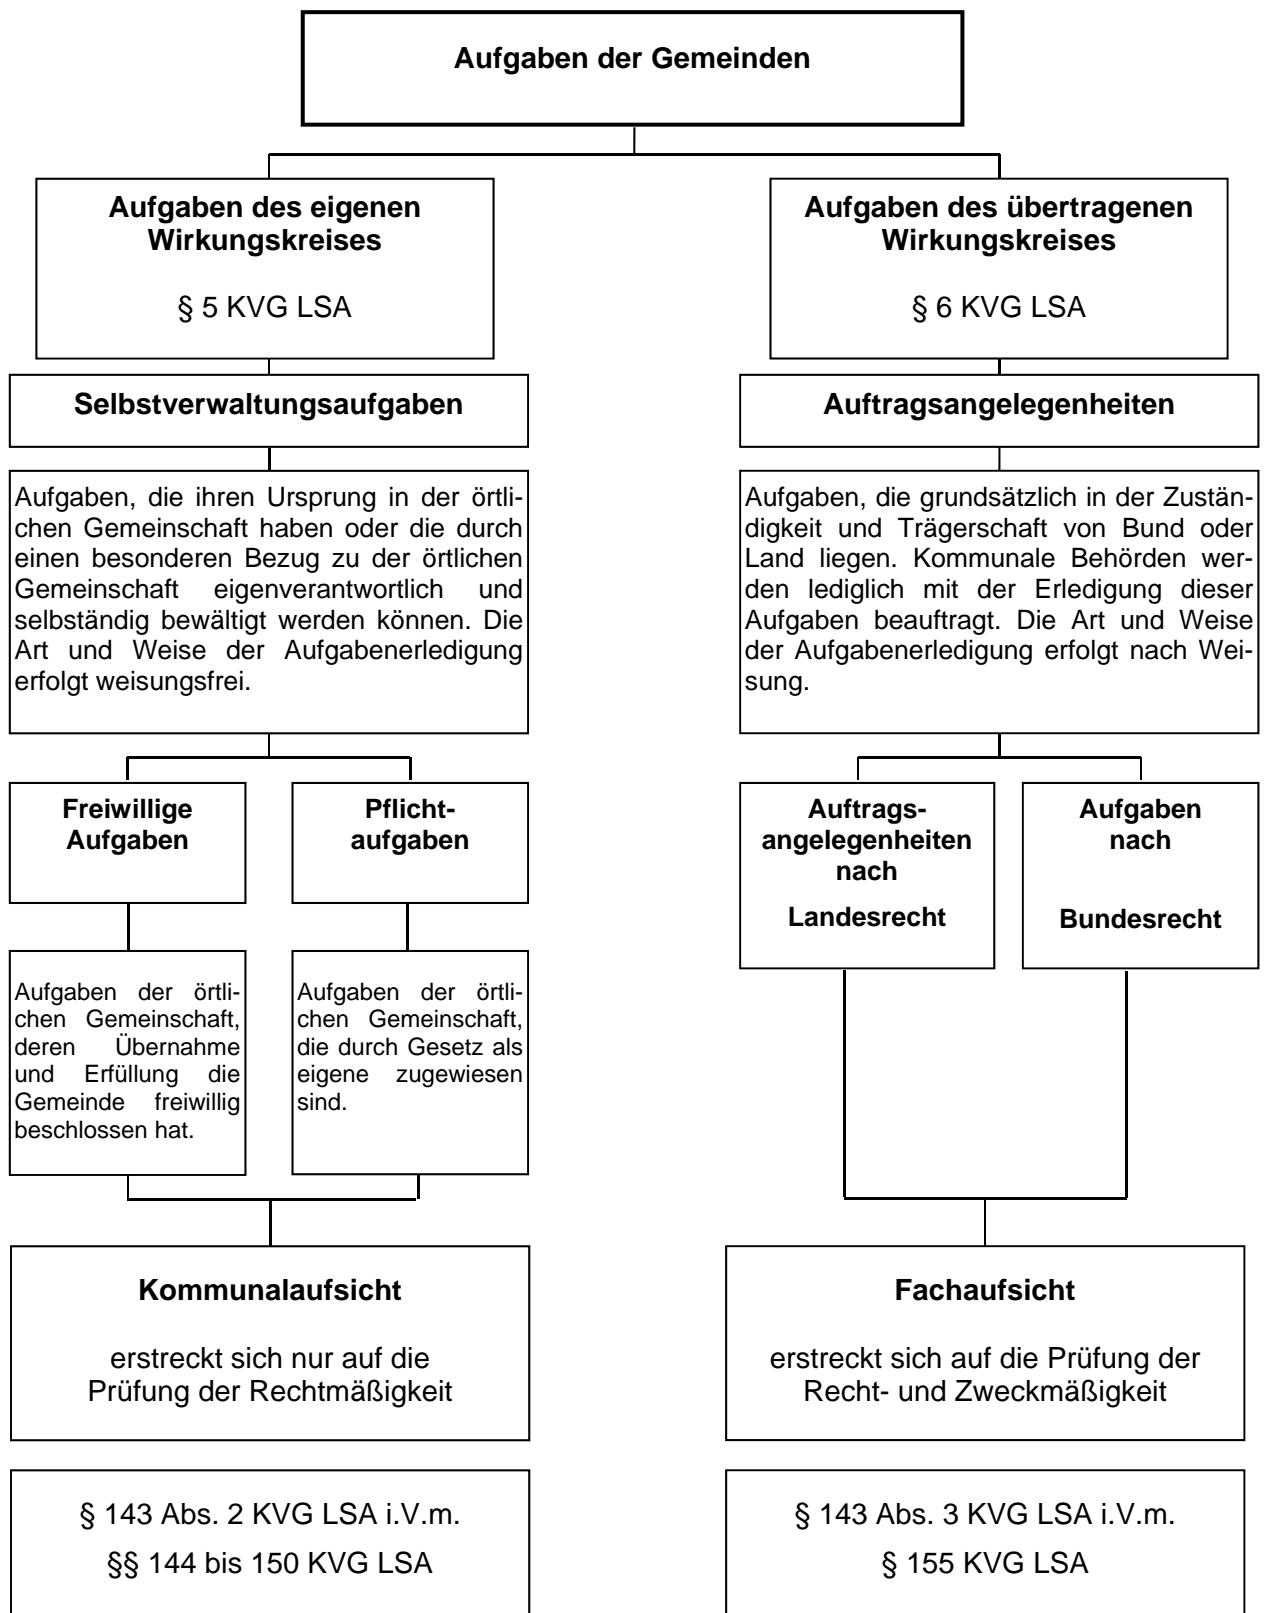 Aufgaben der Gemeinden
Aufgaben des eigenen
Wirkungskreises
§ 5 KVG LSA
Aufgaben des übertragenen
Wirkungskreises
§ 6 KVG LSA
Selbstverwaltungsaufgaben
Auftragsangelegenheiten
Aufgaben, die ihren Ursprung in der örtli-
chen Gemeinschaft haben oder die durch
einen besonderen Bezug zu der örtlichen
Gemeinschaft eigenverantwortlich und
selbständig bewältigt werden können. Die
Art und Weise der Aufgabenerledigung
erfolgt weisungsfrei.
Aufgaben, die grundsätzlich in der Zustän-
digkeit und Trägerschaft von Bund oder
Land liegen. Kommunale Behörden wer-
den lediglich mit der Erledigung dieser
Aufgaben beauftragt. Die Art und Weise
der Aufgabenerledigung erfolgt nach Wei-
sung.
Freiwillige
Aufgaben
Pflicht-
aufgaben
Auftrags-
angelegenheiten
nach
Landesrecht
Aufgaben
nach
Bundesrecht
Aufgaben der örtli-
chen Gemeinschaft,
deren Übernahme
und Erfüllung die
Gemeinde freiwillig
beschlossen hat.
Aufgaben der örtli-
chen Gemeinschaft,
die durch Gesetz als
eigene zugewiesen
sind.
Kommunalaufsicht
erstreckt sich nur auf die
Prüfung der Rechtmäßigkeit
Fachaufsicht
erstreckt sich auf die Prüfung der
Recht- und Zweckmäßigkeit
§ 143 Abs. 2 KVG LSA i.V.m.
§§ 144 bis 150 KVG LSA
§ 143 Abs. 3 KVG LSA i.V.m.
§ 155 KVG LSA